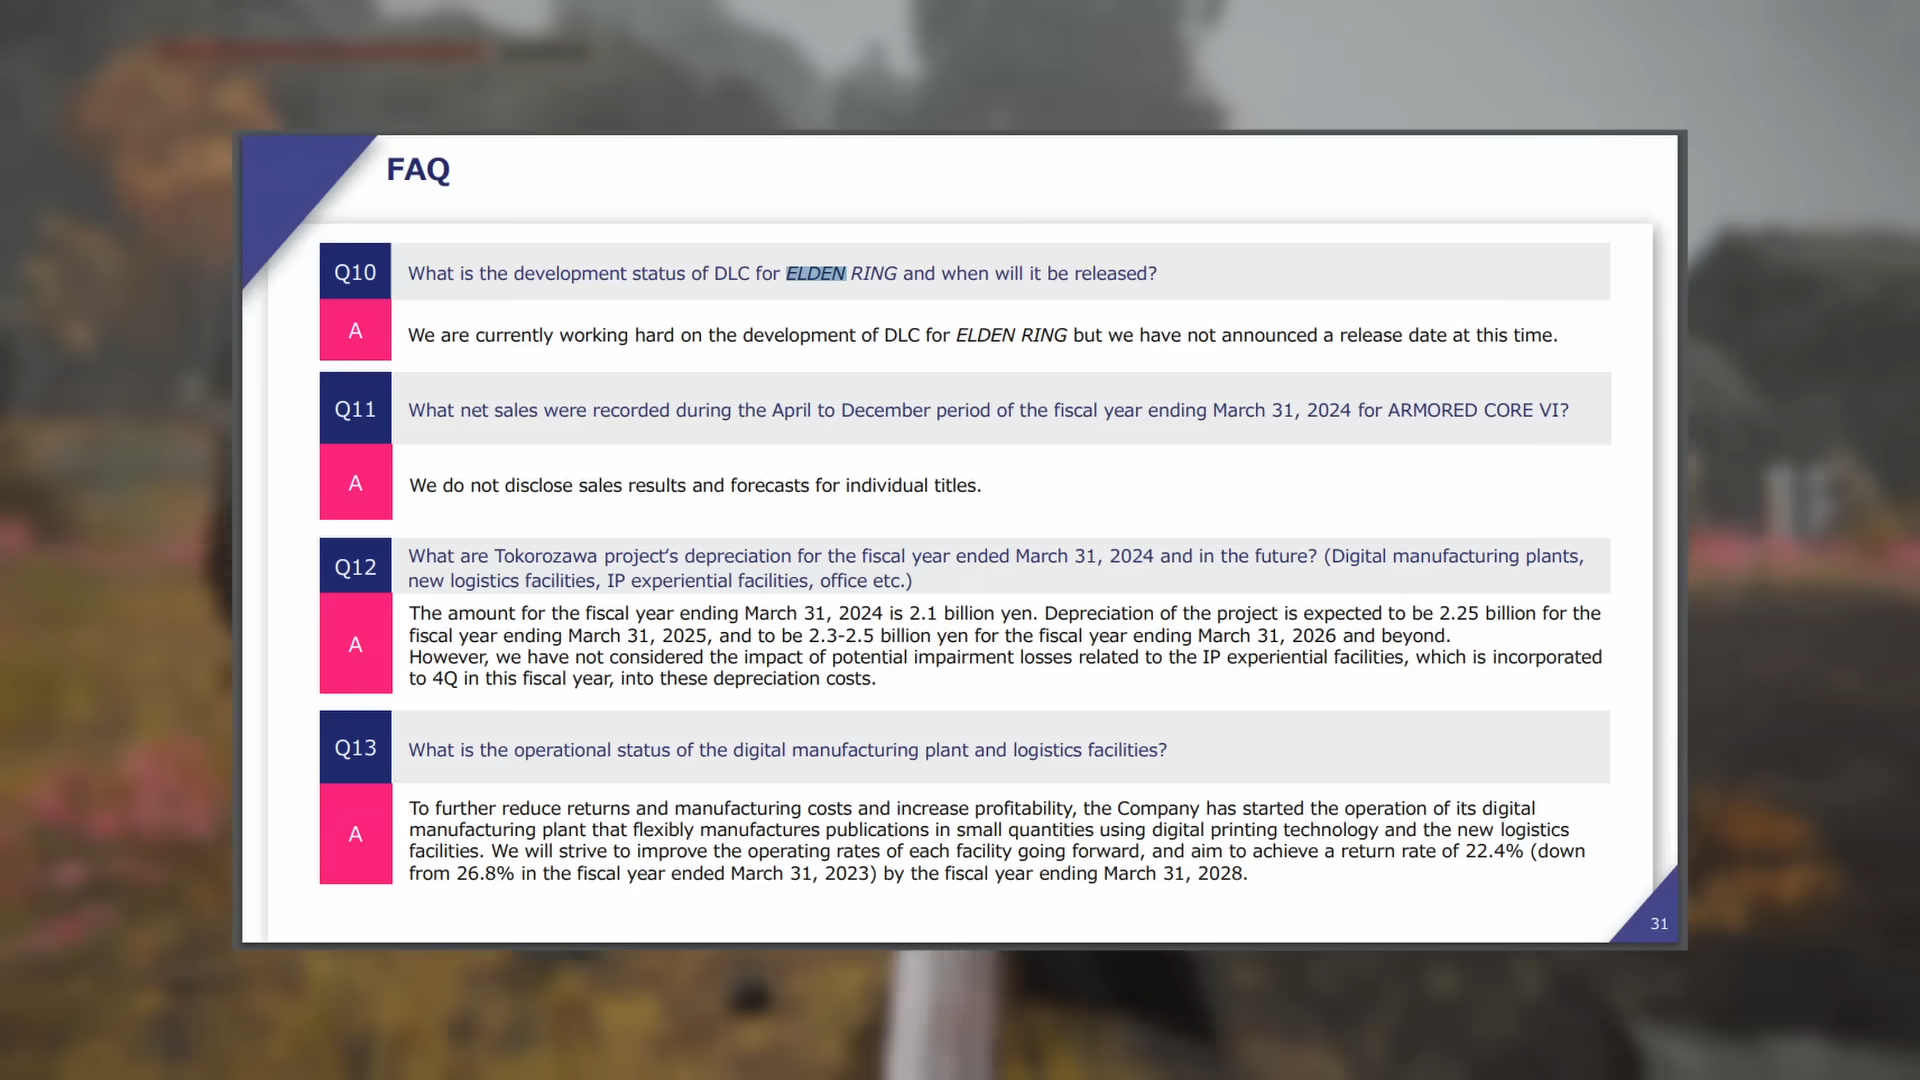 FAQ
Q10
What is the development status of DLC for ELDEN RING and when will it be released?
A
We are currently working hard on the development of DLC for ELDEN RING but we have not announced a release date at this time.
Q11
What net sales were recorded during the April to December period of the fiscal year ending March 31, 2024 for ARMORED CORE VI?
A
We do not disclose sales results and forecasts for individual titles.
Q12
What are Tokorozawa project‘s depreciation for the fiscal year ended March 31, 2024 and in the future? (Digital manufacturing plants,
new logistics facilities, IP experiential facilities, office etc.)
A
The amount for the fiscal year ending March 31, 2024 is 2.1 billion yen. Depreciation of the project is expected to be 2.25 billion for the
fiscal year ending March 31, 2025, and to be 2.3-2.5 billion yen for the fiscal year ending March 31, 2026 and beyond.
However, we have not considered the impact of potential impairment losses related to the IP experiential facilities, which is incorporated
to 4Q in this fiscal year, into these depreciation costs.
Q13
What is the operational status of the digital manufacturing plant and logistics facilities?
A
To further reduce returns and manufacturing costs and increase profitability, the Company has started the operation of its digital
manufacturing plant that flexibly manufactures publications in small quantities using digital printing technology and the new logistics
facilities. We will strive to improve the operating rates of each facility going forward, and aim to achieve a return rate of 22.4% (down
from 26.8% in the fiscal year ended March 31, 2023) by the fiscal year ending March 31, 2028.
31